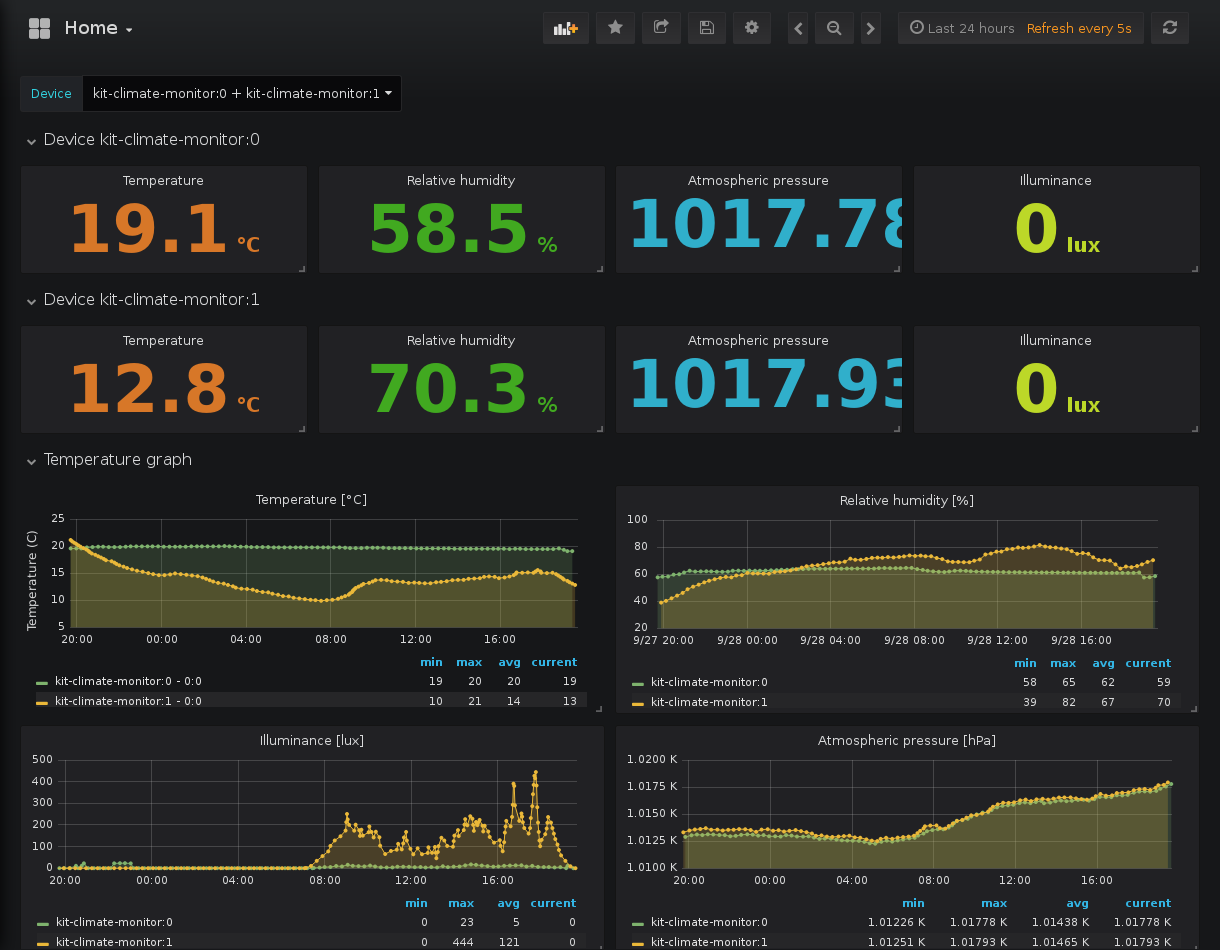 Home
Last 24 hours Refresh every 5s
Device kit-climate-monitor:0 + kit-climate-monitor:1
Device kit-climate-monitor:0
Temperature Relative humidity Atmospheric pressure Illuminance
19.1 °C 58.5 % 1017.78 0 lux
Device kit-climate-monitor:1
Temperature Relative humidity Atmospheric pressure Illuminance
12.8 °C 70.3 % 1017.93 0 lux
Temperature graph
Temperature [°C]
Temperature (C)
25
20
15
10
5
20:00 00:00 04:00 08:00 12:00 16:00
min max avg current
kit-climate-monitor:0 - 0:0 19 20 20 19
kit-climate-monitor:1 - 0:0 10 21 14 13
Relative humidity [%]
100
80
60
40
20
9/27 20:00 9/28 00:00 9/28 04:00 9/28 08:00 9/28 12:00 9/28 16:00
min max avg current
kit-climate-monitor:0 58 65 62 59
kit-climate-monitor:1 39 82 67 70
Illuminance [lux]
500
400
300
200
100
0
20:00 00:00 04:00 08:00 12:00 16:00
min max avg current
kit-climate-monitor:0 0 23 5 0
kit-climate-monitor:1 0 444 121 0
Atmospheric pressure [hPa]
1.0200 K
1.0175 K
1.0150 K
1.0125 K
1.0100 K
20:00 00:00 04:00 08:00 12:00 16:00
min max avg current
kit-climate-monitor:0 1.01226 K 1.01778 K 1.01438 K 1.01778 K
kit-climate-monitor:1 1.01251 K 1.01793 K 1.01465 K 1.01793 K